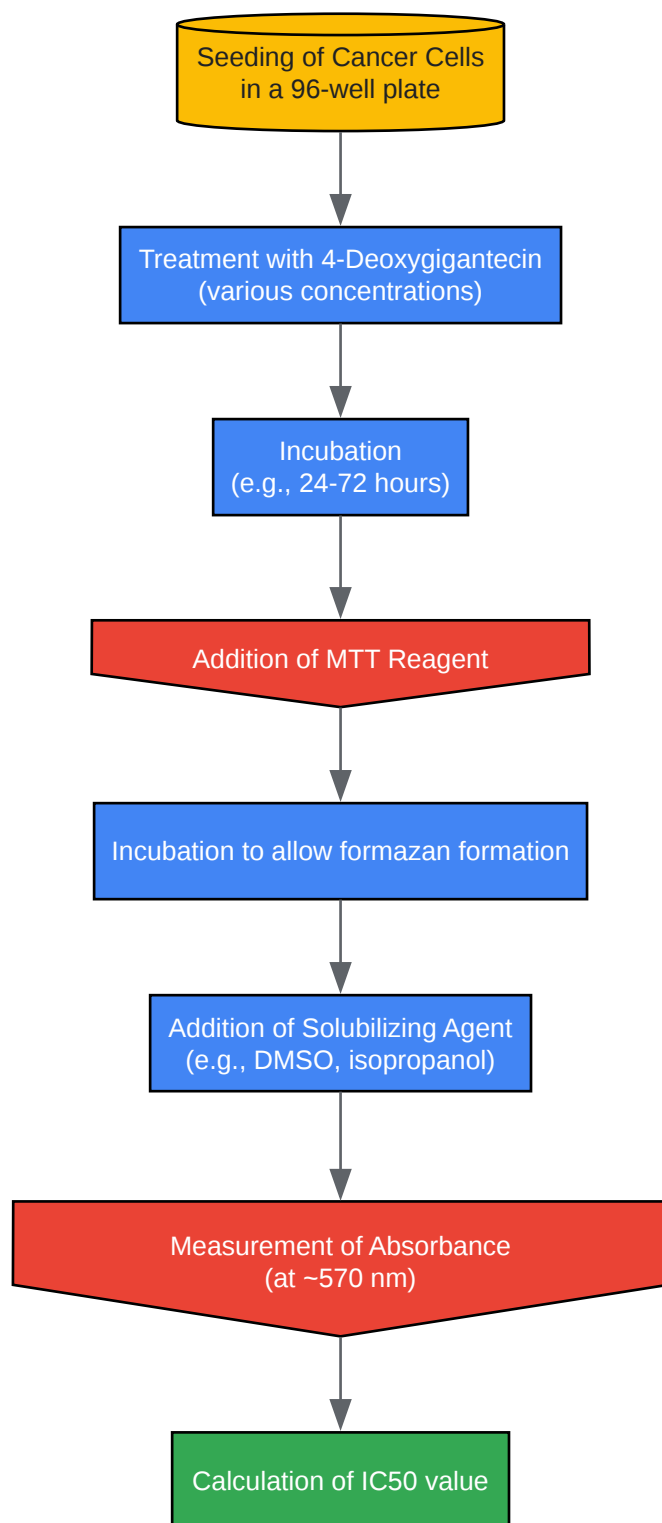 Seeding of Cancer Cells
in a 96-well plate
Treatment with 4-Deoxygigantecin
(various concentrations)
Incubation
(e.g., 24-72 hours)
Addition of MTT Reagent
Incubation to allow formazan formation
Addition of Solubilizing Agent
(e.g., DMSO, isopropanol)
Measurement of Absorbance
(at ~570 nm)
Calculation of IC50 value